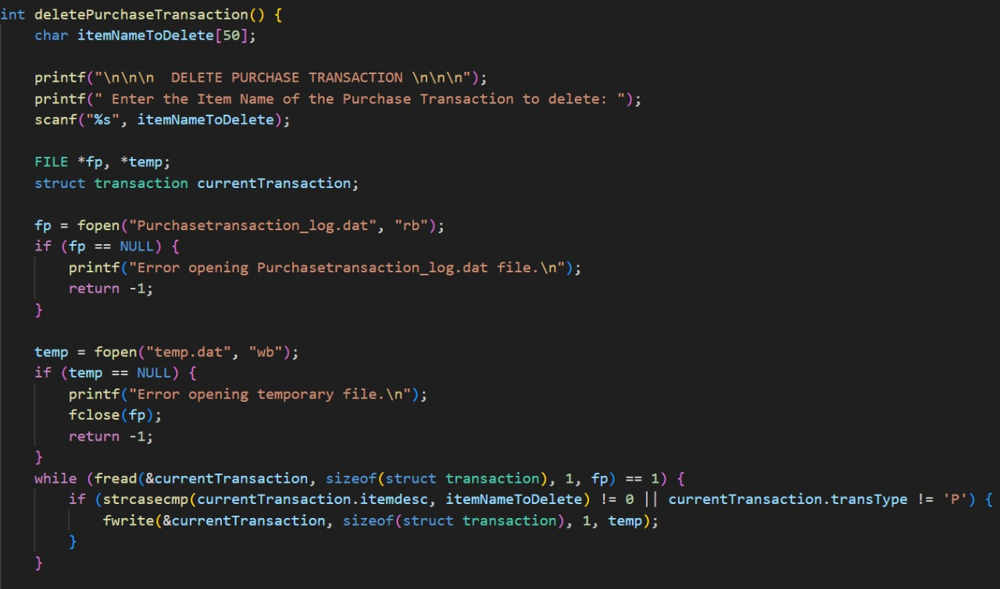 int deletePurchaseTransaction() {
    char itemNameToDelete[50];

    printf("\n\n\n  DELETE PURCHASE TRANSACTION \n\n\n");
    printf(" Enter the Item Name of the Purchase Transaction to delete: ");
    scanf("%s", itemNameToDelete);

    FILE *fp, *temp;
    struct transaction currentTransaction;

    fp = fopen("Purchasetransaction_log.dat", "rb");
    if (fp == NULL) {
        printf("Error opening Purchasetransaction_log.dat file.\n");
        return -1;
    }

    temp = fopen("temp.dat", "wb");
    if (temp == NULL) {
        printf("Error opening temporary file.\n");
        fclose(fp);
        return -1;
    }
    while (fread(&currentTransaction, sizeof(struct transaction), 1, fp) == 1) {
        if (strcasecmp(currentTransaction.itemdesc, itemNameToDelete) != 0 || currentTransaction.transType != 'P') {
            fwrite(&currentTransaction, sizeof(struct transaction), 1, temp);
        }
    }